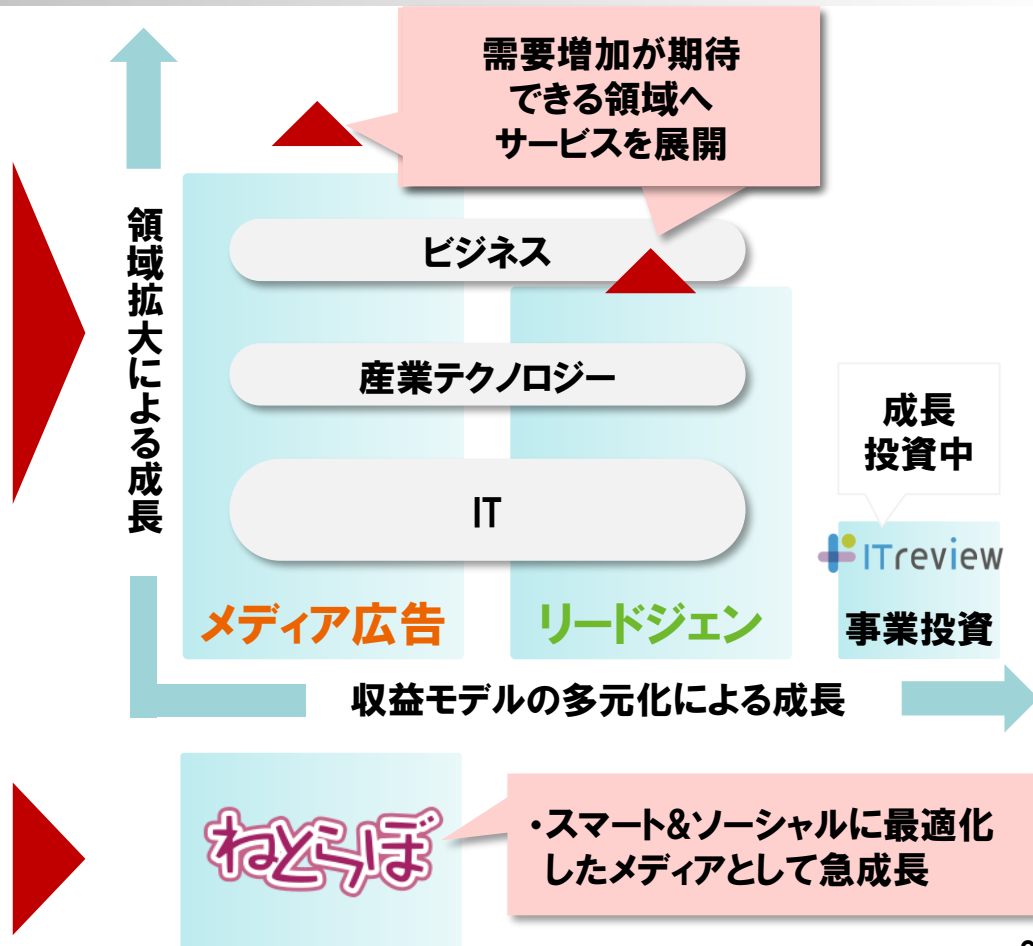 需要増加が期待
できる領域へ
サービスを展開
領域拡大による成長
ビジネス
産業テクノロジー
IT
成長
投資中
ITreview
メディア広告
リードジェン
事業投資
収益モデルの多元化による成長
ねとらぼ
・スマート&ソーシャルに最適化
したメディアとして急成長